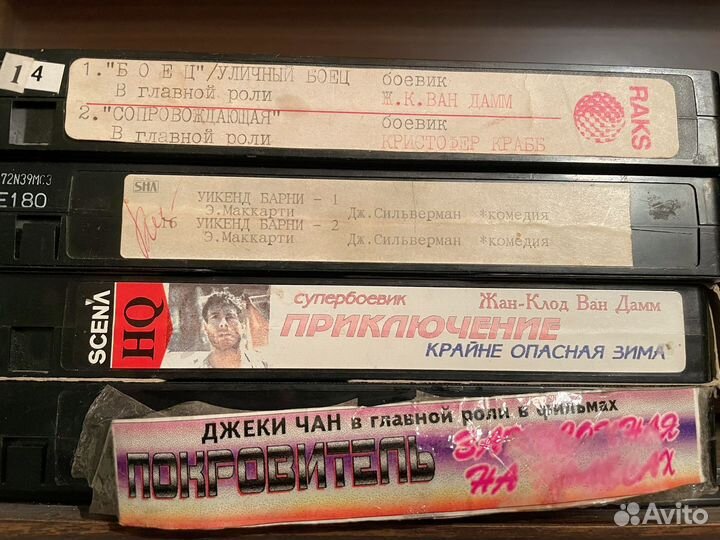 14
1. "БОЕЦ"/УЛИЧНЫЙ БОЕЦ боевик
В главной роли Ж.К.ВАН ДАММ
2. "СОПРОВОЖДАЮЩАЯ" боевик
В главной роли КРИСТОФЕР КРАББ
RAKS
72N39MC3
E180
SHA
УИКЕНД БАРНИ - 1
Э.Маккарти Дж.Сильверман *комедия
УИКЕНД БАРНИ - 2
Э.Маккарти Дж.Сильверман *комедия
SCENA
HQ
супербоевик Жан-Клод Ван Дамм
ПРИКЛЮЧЕНИЕ
КРАЙНЕ ОПАСНАЯ ЗИМА
ДЖЕКИ ЧАН в главной роли в фильмах
ПОКРОВИТЕЛЬ
НА
Avito